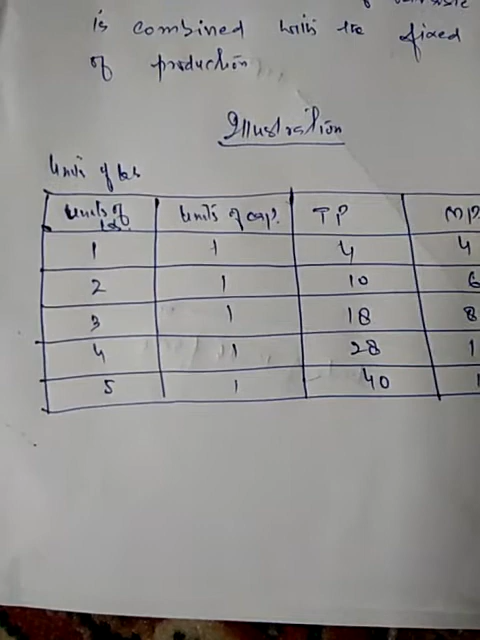 is combined with the fixed
of production
Illustration
Units of lab
Units of lab. Units of cap. TP MP
1 1 4 4
2 1 10 6
3 1 18 8
4 1 28 1
5 1 40 1